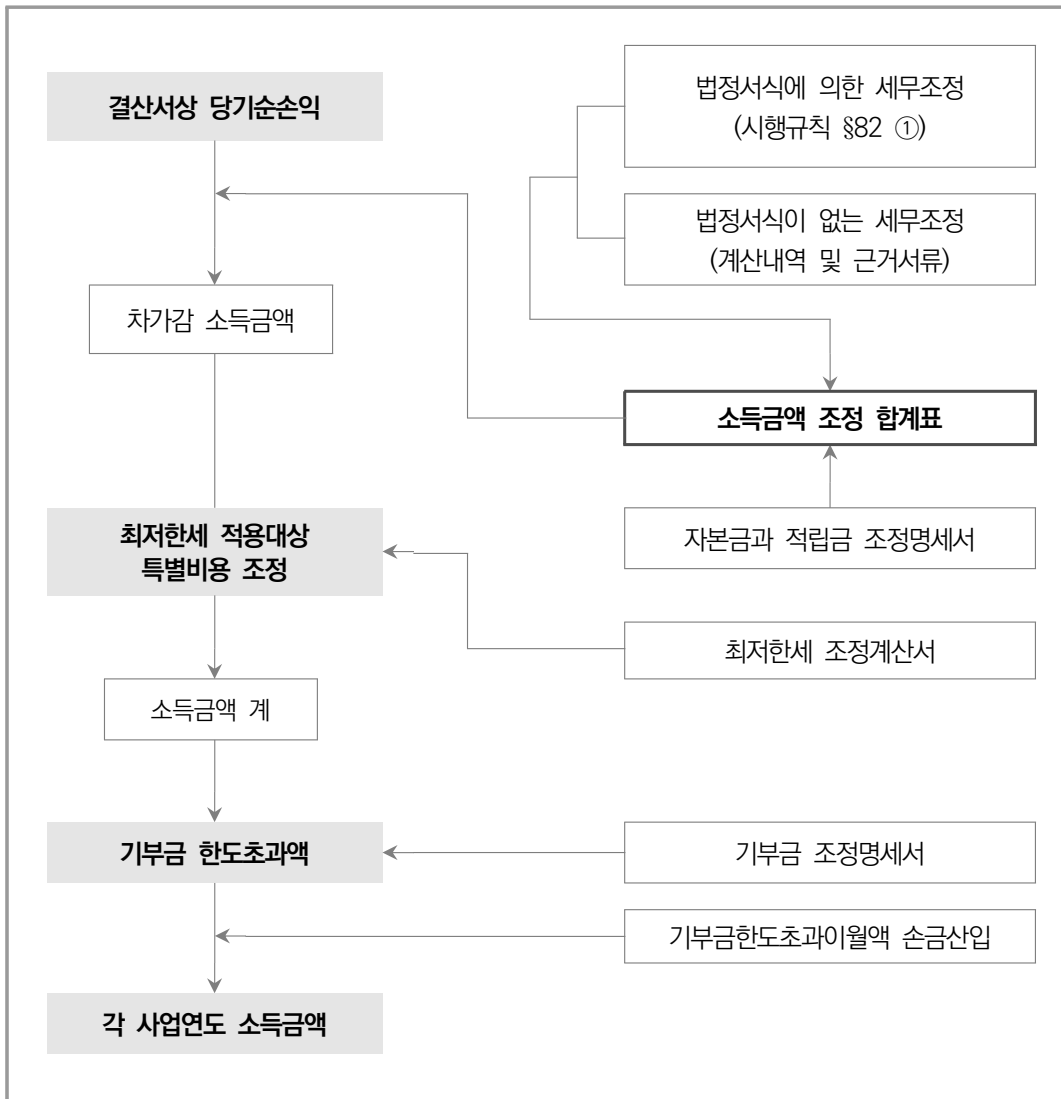 결산서상 당기순손익
법정서식에 의한 세무조정
(시행규칙 §82 ①)
법정서식이 없는 세무조정
(계산내역 및 근거서류)
차가감 소득금액
소득금액 조정 합계표
최저한세 적용대상
특별비용 조정
자본금과 적립금 조정명세서
최저한세 조정계산서
소득금액 계
기부금 한도초과액
기부금 조정명세서
기부금한도초과이월액 손금산입
각 사업연도 소득금액